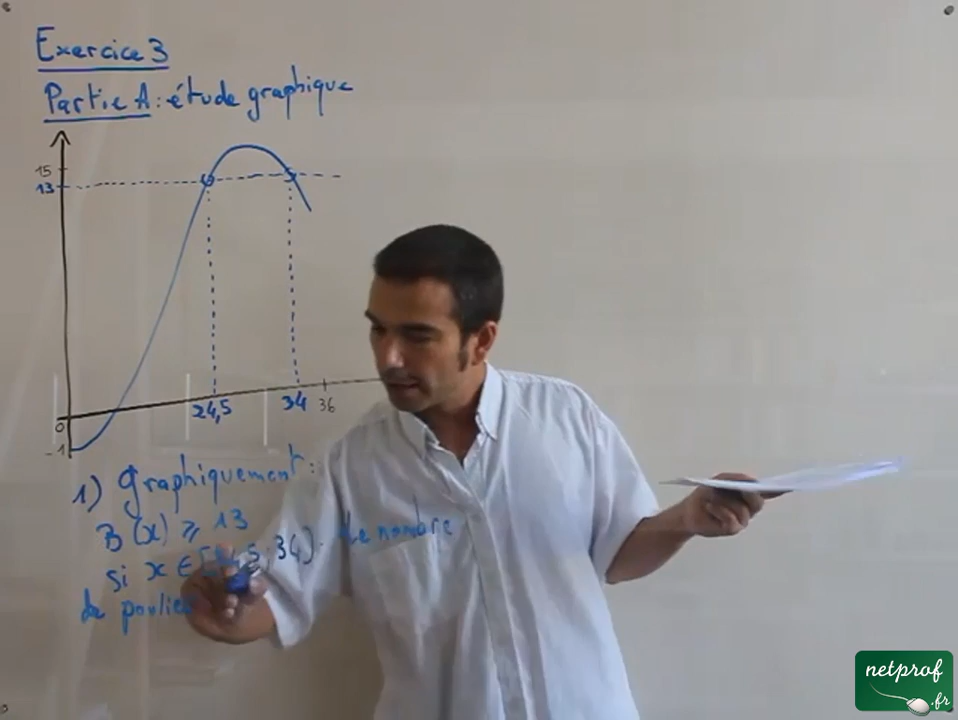 Exercice 3
Partie A : étude graphique
15
13
0
-1
24,5
34
36
1) Graphiquement :
B(x) ≥ 13
si x ∈ [24,5 ; 34]. Le nombre
de poulies
netprof
.fr